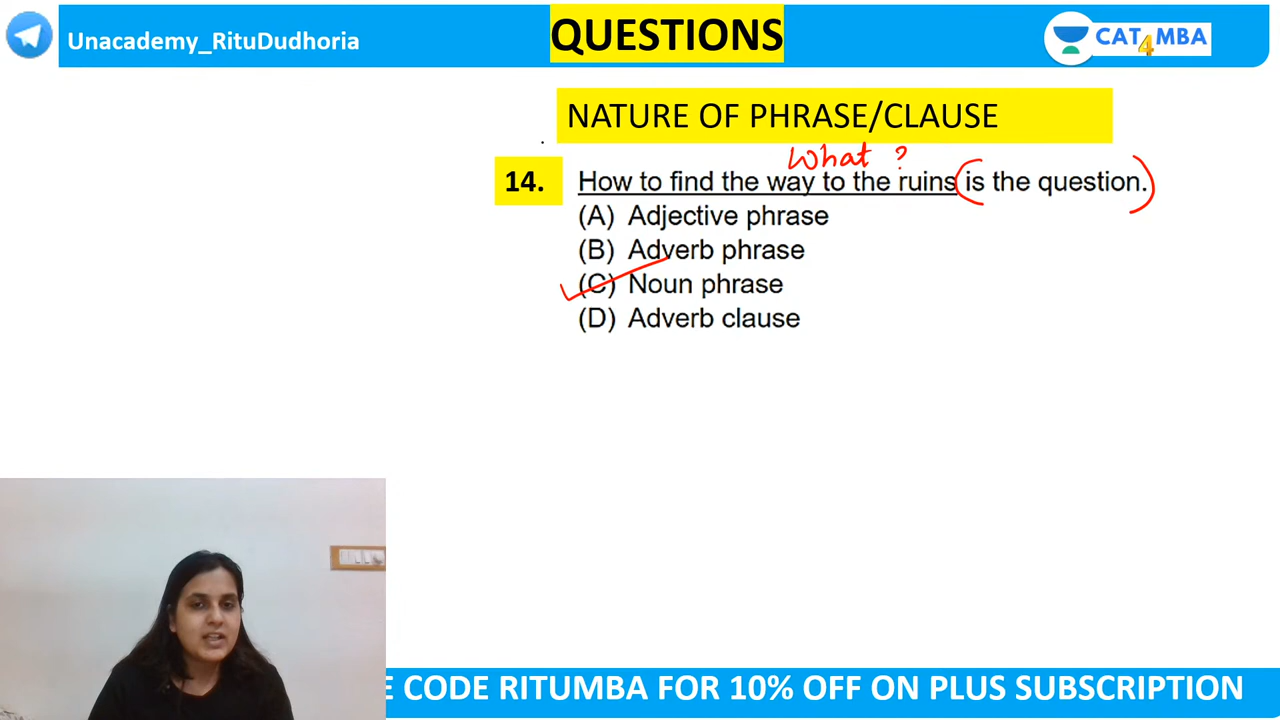 Unacademy_RituDudhoria
QUESTIONS
CAT4MBA
NATURE OF PHRASE/CLAUSE
What ?
14. How to find the way to the ruins (is the question.)
(A) Adjective phrase
(B) Adverb phrase
(C) Noun phrase
(D) Adverb clause
E CODE RITUMBA FOR 10% OFF ON PLUS SUBSCRIPTION